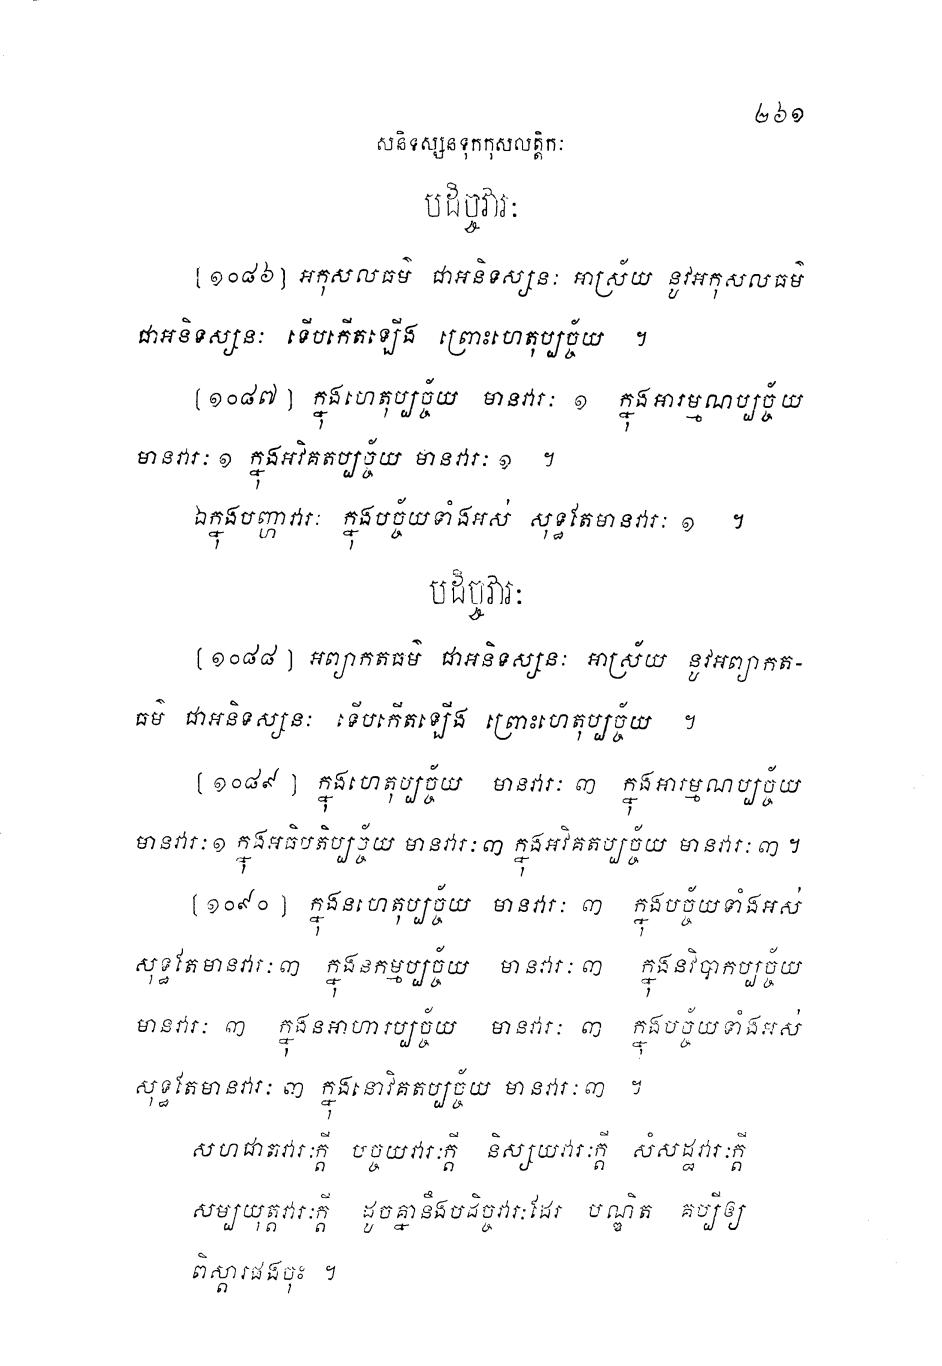 ២៦១
សនិទស្សនទុកកុសលត្តិកៈ
បដិច្ចវារៈ
[១០៨៦] អកុសលធម៌ ជាអនិទស្សនៈ អាស្រ័យ នូវអកុសលធម៌
ជាអនិទស្សនៈ ទើបកើតឡើង ព្រោះហេតុប្បច្ច័យ ។
[១០៨៧] ក្នុងហេតុប្បច្ច័យ មានវារៈ ១ ក្នុងអារម្មណប្បច្ច័យ
មានវារៈ ១ ក្នុងអវិគតប្បច្ច័យ មានវារៈ ១ ។
ឯក្នុងបញ្ហាវារៈ ក្នុងបច្ច័យទាំងអស់ សុទ្ធតែមានវារៈ ១ ។
បដិច្ចវារៈ
[១០៨៨] អព្យាកតធម៌ ជាអនិទស្សនៈ អាស្រ័យ នូវអព្យាកត-
ធម៌ ជាអនិទស្សនៈ ទើបកើតឡើង ព្រោះហេតុប្បច្ច័យ ។
[១០៨៩] ក្នុងហេតុប្បច្ច័យ មានវារៈ ៣ ក្នុងអារម្មណប្បច្ច័យ
មានវារៈ ១ ក្នុងអធិបតិប្បច្ច័យ មានវារៈ ៣ ក្នុងអវិគតប្បច្ច័យ មានវារៈ ៣ ។
[១០៩០] ក្នុងនហេតុប្បច្ច័យ មានវារៈ ៣ ក្នុងបច្ច័យទាំងអស់
សុទ្ធតែមានវារៈ ៣ ក្នុងនកម្មប្បច្ច័យ មានវារៈ ៣ ក្នុងនវិបាកប្បច្ច័យ
មានវារៈ ៣ ក្នុងនអាហារប្បច្ច័យ មានវារៈ ៣ ក្នុងបច្ច័យទាំងអស់
សុទ្ធតែមានវារៈ ៣ ក្នុងនោវិគតប្បច្ច័យ មានវារៈ ៣ ។
សហជាតវារៈក្តី បច្ចយវារៈក្តី និស្សយវារៈក្តី សំសដ្ឋវារៈក្តី
សម្បយុត្តវារៈក្តី ដូចគ្នានឹងបដិច្ចវារៈដែរ បណ្ឌិត គប្បីឲ្យ
ពិស្តារផងចុះ ។